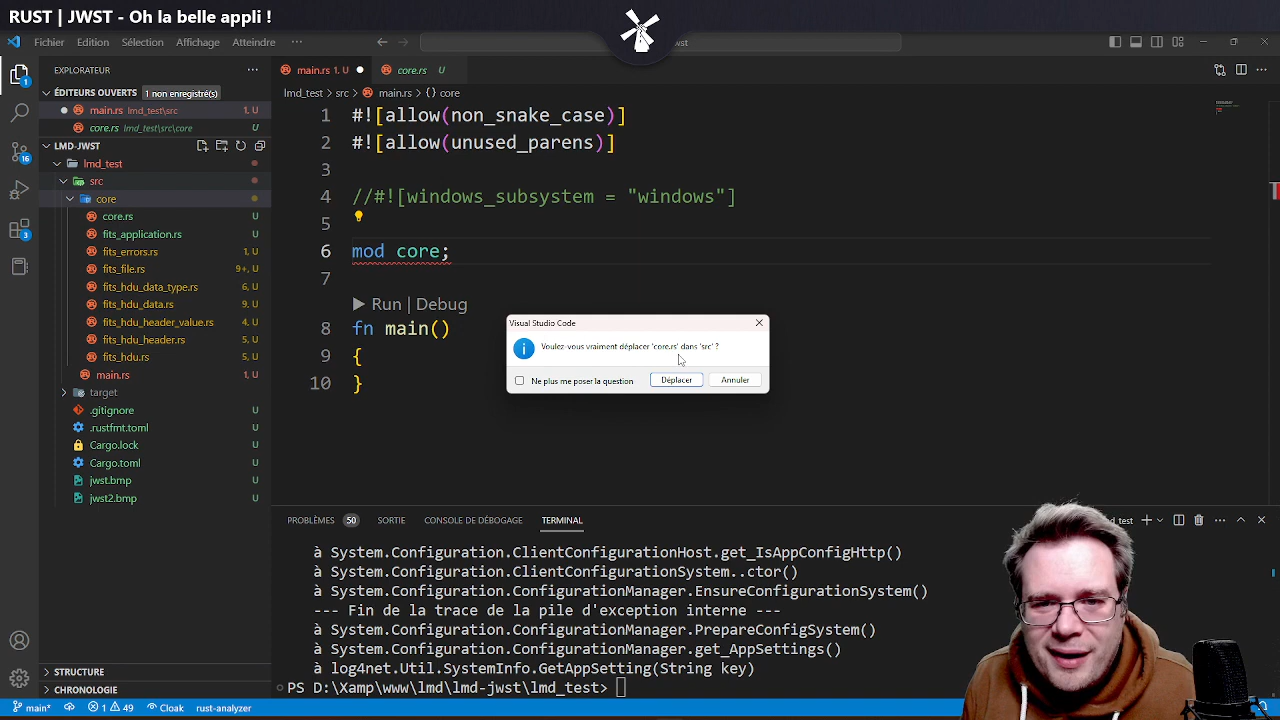 RUST | JWST - Oh la belle appli !
Fichier Edition Sélection Affichage Atteindre ···
wst
EXPLORATEUR
ÉDITEURS OUVERTS 1 non enregistré(s)
main.rs lmd_test\src 1, U
core.rs lmd_test\src\core U
LMD-JWST
lmd_test
src
core
core.rs U
fits_application.rs U
fits_errors.rs 1, U
fits_file.rs 9+, U
fits_hdu_data_type.rs 6, U
fits_hdu_data.rs 9, U
fits_hdu_header_value.rs 1, U
fits_hdu_header.rs 1, U
fits_hdu.rs 1, U
main.rs 1, U
target
.gitignore U
.rustfmt.toml U
Cargo.lock U
Cargo.toml U
jwst.bmp U
jwst2.bmp U
STRUCTURE
CHRONOLOGIE
1
16
3
main.rs 1, U
core.rs U
lmd_test > src > main.rs > {} core
1 #![allow(non_snake_case)]
2 #![allow(unused_parens)]
3
4 //#![windows_subsystem = "windows"]
5
6 mod core;
7
Run | Debug
8 fn main()
9 {
10 }
Visual Studio Code
Voulez-vous vraiment déplacer 'core.rs' dans 'src' ?
Ne plus me poser la question
Déplacer Annuler
PROBLÈMES 50 SORTIE CONSOLE DE DÉBOGAGE TERMINAL
test
à System.Configuration.ClientConfigurationHost.get_IsAppConfigHttp()
à System.Configuration.ClientConfigurationSystem..ctor()
à System.Configuration.ConfigurationManager.EnsureConfigurationSystem()
--- Fin de la trace de la pile d'exception interne ---
à System.Configuration.ConfigurationManager.PrepareConfigSystem()
à System.Configuration.ConfigurationManager.get_AppSettings()
à log4net.Util.SystemInfo.GetAppSetting(String key)
PS D:\Xamp\www\lmd\lmd-jwst\lmd_test>
main* 1 49 Cloak rust-analyzer